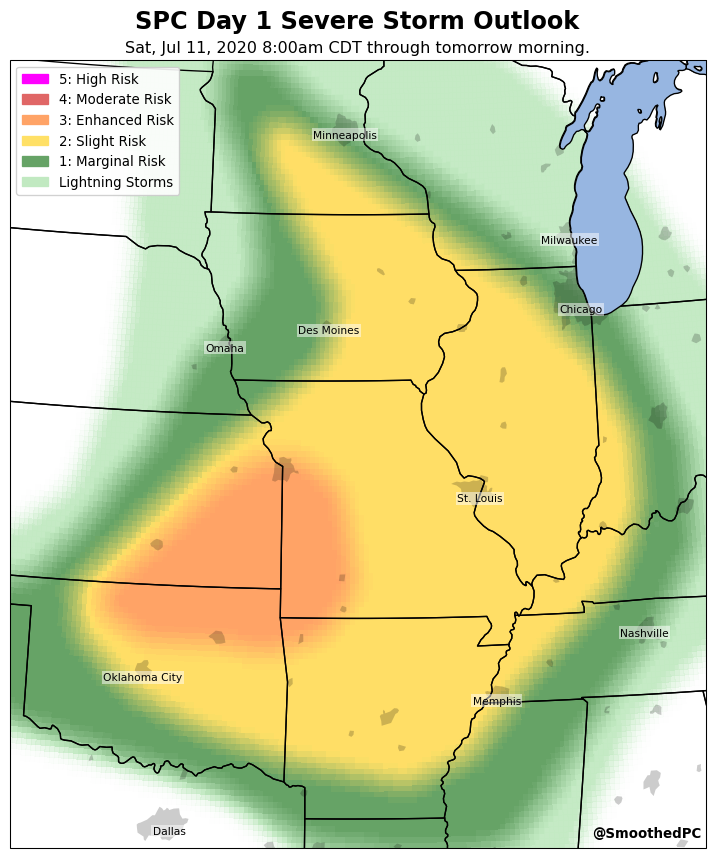 SPC Day 1 Severe Storm Outlook
Sat, Jul 11, 2020 8:00am CDT through tomorrow morning.
5: High Risk
4: Moderate Risk
3: Enhanced Risk
2: Slight Risk
1: Marginal Risk
Lightning Storms
Minneapolis
Milwaukee
Chicago
Des Moines
Omaha
St. Louis
Nashville
Oklahoma City
Memphis
Dallas
@SmoothedPC